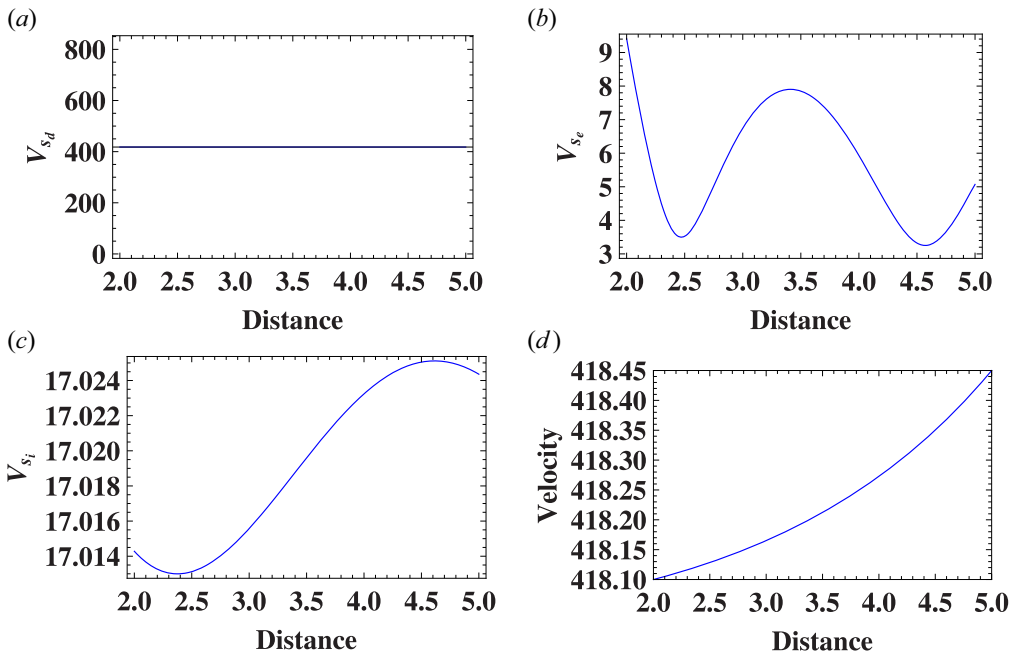 (a)
800
600
400
200
0
V_{s_d}
2.0 2.5 3.0 3.5 4.0 4.5 5.0
Distance
(b)
9
8
7
6
5
4
3
V_{s_e}
2.0 2.5 3.0 3.5 4.0 4.5 5.0
Distance
(c)
17.024
17.022
17.020
17.018
17.016
17.014
V_{s_i}
2.0 2.5 3.0 3.5 4.0 4.5 5.0
Distance
(d)
418.45
418.40
418.35
418.30
418.25
418.20
418.15
418.10
Velocity
2.0 2.5 3.0 3.5 4.0 4.5 5.0
Distance